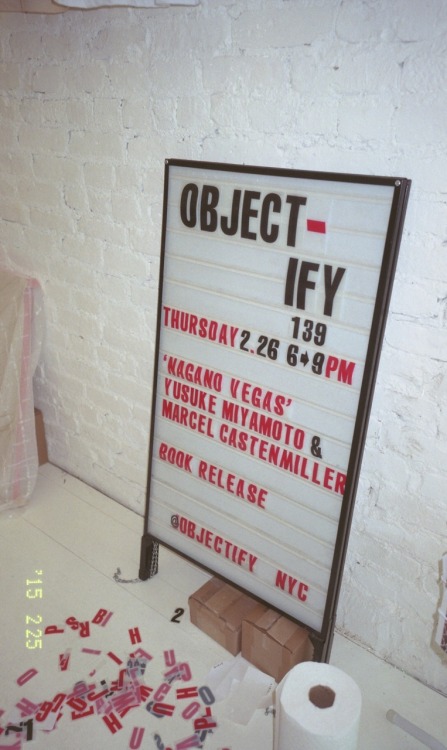 OBJECT-
IFY
139
THURSDAY 2.26 6→9PM
'NAGANO VEGAS'
YUSUKE MIYAMOTO &
MARCEL CASTENMILLER
BOOK RELEASE
@OBJECTIFY NYC
2
'15 2.25